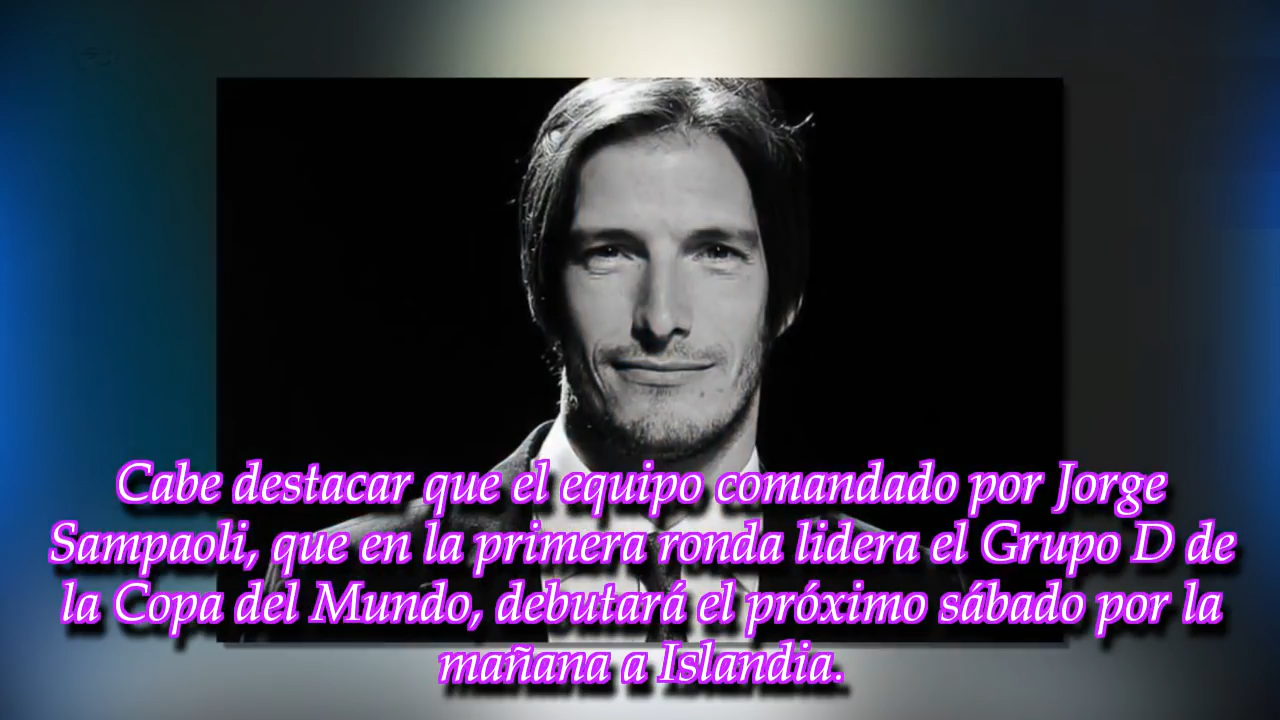 Cabe destacar que el equipo comandado por Jorge
Sampaoli, que en la primera ronda lidera el Grupo D de
la Copa del Mundo, debutará el próximo sábado por la
mañana a Islandia.